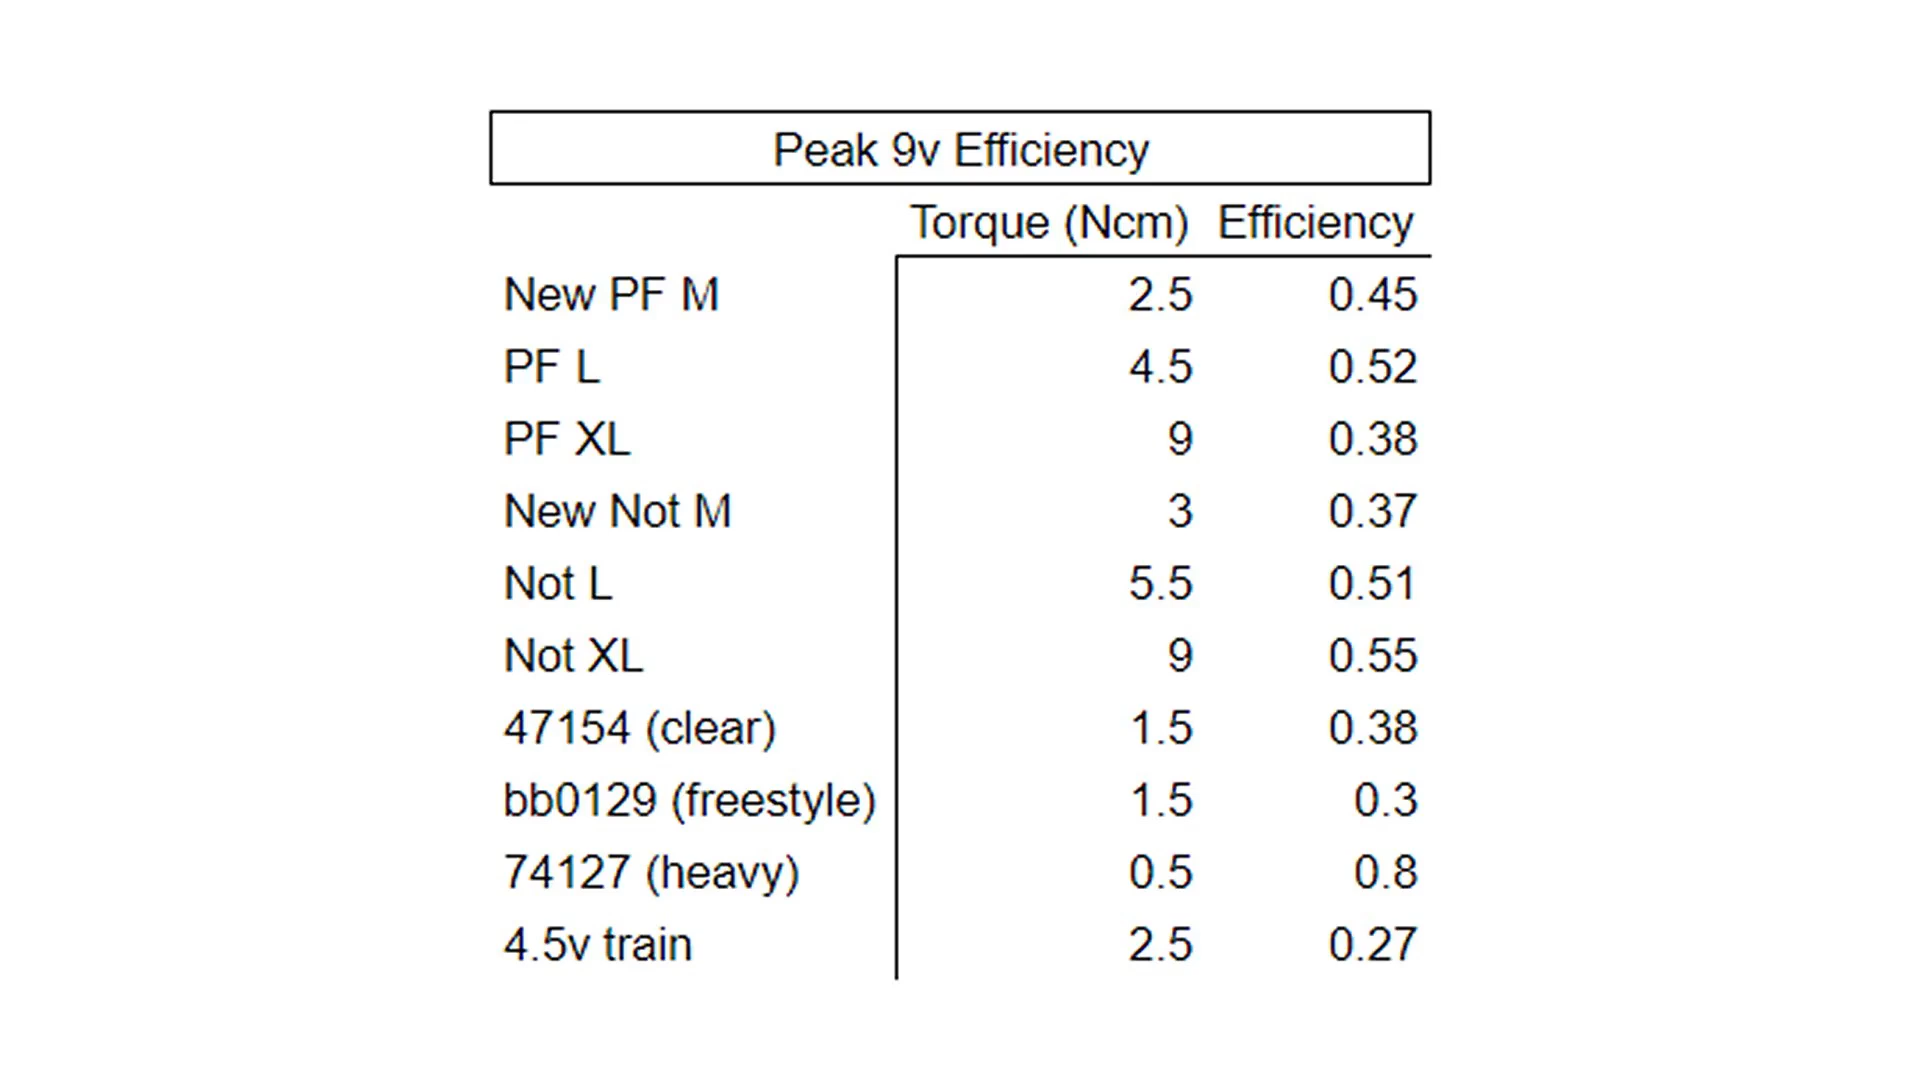 Peak 9v Efficiency
Torque (Ncm) Efficiency
New PF M 2.5 0.45
PF L 4.5 0.52
PF XL 9 0.38
New Not M 3 0.37
Not L 5.5 0.51
Not XL 9 0.55
47154 (clear) 1.5 0.38
bb0129 (freestyle) 1.5 0.3
74127 (heavy) 0.5 0.8
4.5v train 2.5 0.27